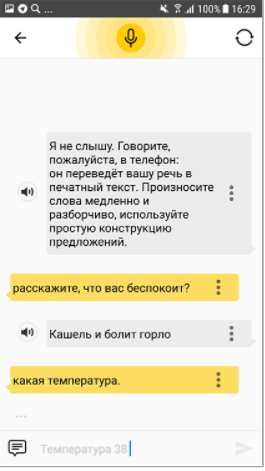 ... 100% 16:29
Я не слышу. Говорите,
пожалуйста, в телефон:
он переведёт вашу речь в
печатный текст. Произносите
слова медленно и
разборчиво, используйте
простую конструкцию
предложений.
расскажите, что вас беспокоит?
Кашель и болит горло
какая температура.
...
Температура 38